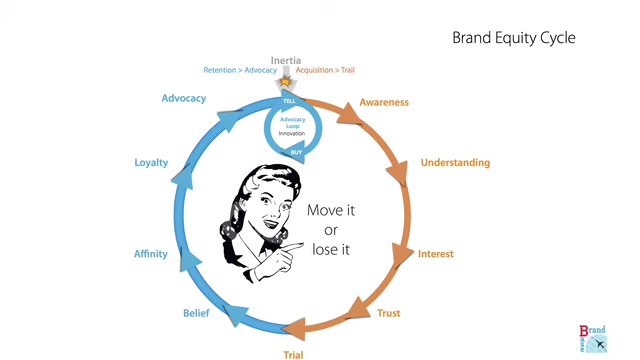 Brand Equity Cycle
Inertia
Retention > Advocacy
Acquisition > Trail
TELL
Advocacy
Loop
Innovation
BUY
Awareness
Understanding
Interest
Trust
Trial
Belief
Affinity
Loyalty
Advocacy
Move it
or
lose it
Brand